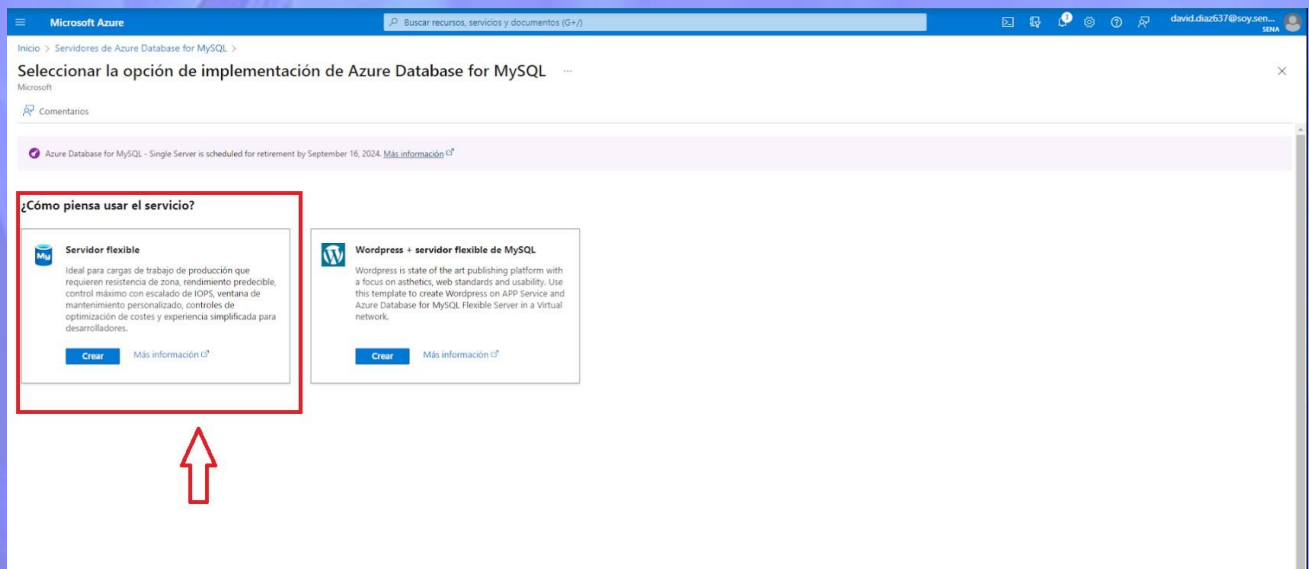 Microsoft Azure
Buscar recursos, servicios y documentos (G+/)
3
david.diaz637@soy.sen...
SENA
Inicio > Servidores de Azure Database for MySQL >
Seleccionar la opción de implementación de Azure Database for MySQL ...
Microsoft
Comentarios
Azure Database for MySQL - Single Server is scheduled for retirement by September 16, 2024. Más información
¿Cómo piensa usar el servicio?
My
Servidor flexible
Ideal para cargas de trabajo de producción que
requieren resistencia de zona, rendimiento predecible,
control máximo con escalado de IOPS, ventana de
mantenimiento personalizado, controles de
optimización de costes y experiencia simplificada para
desarrolladores.
Crear Más información
Wordpress + servidor flexible de MySQL
Wordpress is state of the art publishing platform with
a focus on asthetics, web standards and usability. Use
this template to create Wordpress on APP Service and
Azure Database for MySQL Flexible Server in a Virtual
network.
Crear Más información